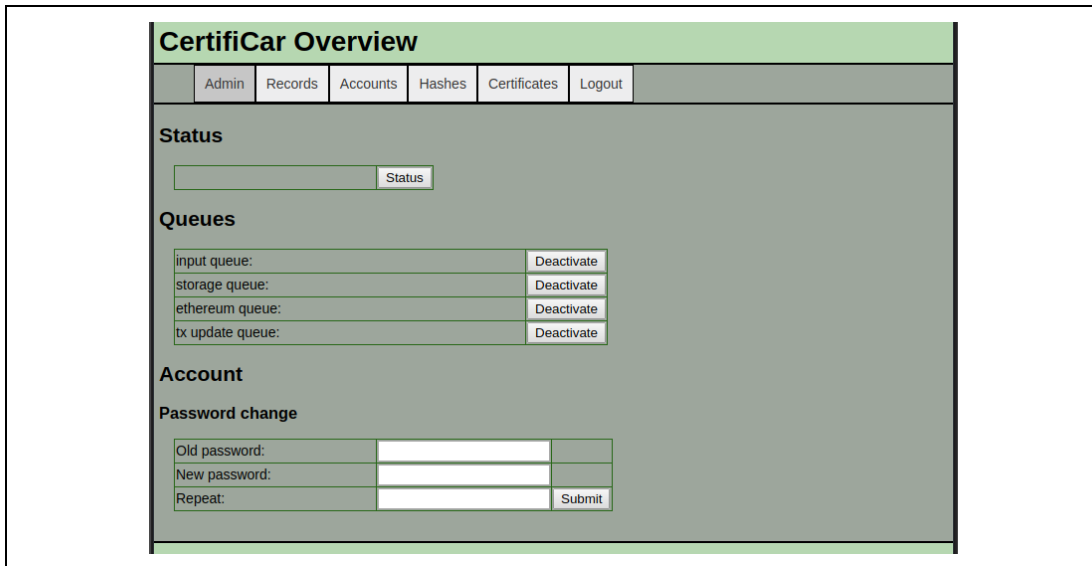 CertifiCar Overview
Admin Records Accounts Hashes Certificates Logout
Status
Status
Queues
input queue: Deactivate
storage queue: Deactivate
ethereum queue: Deactivate
tx update queue: Deactivate
Account
Password change
Old password:
New password:
Repeat: Submit